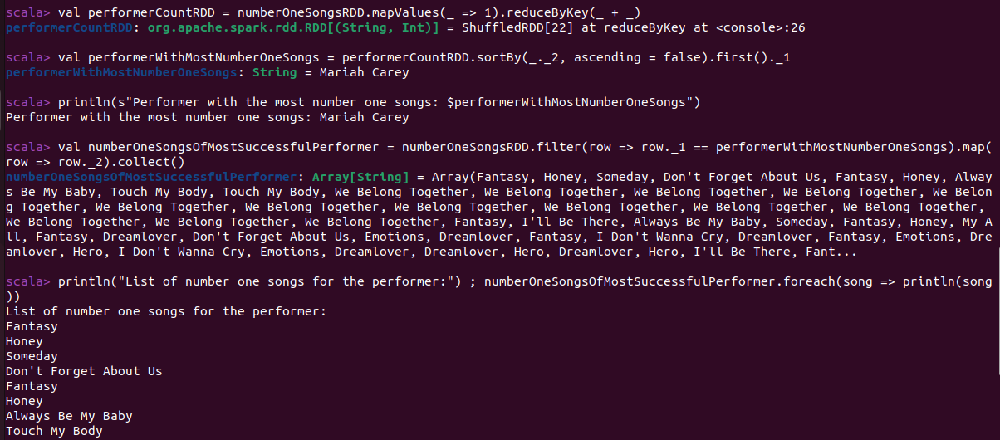 scala> val performerCountRDD = numberOneSongsRDD.mapValues(_ => 1).reduceByKey(_ + _)
performerCountRDD: org.apache.spark.rdd.RDD[(String, Int)] = ShuffledRDD[22] at reduceByKey at <console>:26
scala> val performerWithMostNumberOneSongs = performerCountRDD.sortBy(_._2, ascending = false).first()._1
performerWithMostNumberOneSongs: String = Mariah Carey
scala> println(s"Performer with the most number one songs: $performerWithMostNumberOneSongs")
Performer with the most number one songs: Mariah Carey
scala> val numberOneSongsOfMostSuccessfulPerformer = numberOneSongsRDD.filter(row => row._1 == performerWithMostNumberOneSongs).map(
row => row._2).collect()
numberOneSongsOfMostSuccessfulPerformer: Array[String] = Array(Fantasy, Honey, Someday, Don't Forget About Us, Fantasy, Honey, Alway
s Be My Baby, Touch My Body, Touch My Body, We Belong Together, We Belong Together, We Belong Together, We Belong Together, We Belon
g Together, We Belong Together, We Belong Together, We Belong Together, We Belong Together, We Belong Together, We Belong Together,
We Belong Together, We Belong Together, We Belong Together, Fantasy, I'll Be There, Always Be My Baby, Someday, Fantasy, Honey, My A
ll, Fantasy, Dreamlover, Don't Forget About Us, Emotions, Dreamlover, Fantasy, I Don't Wanna Cry, Dreamlover, Fantasy, Emotions, Dre
amlover, Hero, I Don't Wanna Cry, Emotions, Dreamlover, Dreamlover, Hero, Dreamlover, Hero, I'll Be There, Fant...
scala> println("List of number one songs for the performer:") ; numberOneSongsOfMostSuccessfulPerformer.foreach(song => println(song
))
List of number one songs for the performer:
Fantasy
Honey
Someday
Don't Forget About Us
Fantasy
Honey
Always Be My Baby
Touch My Body